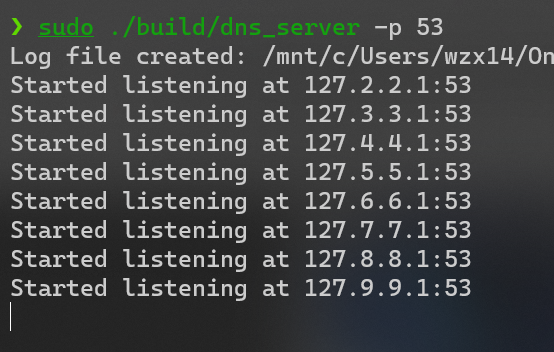 ❯ sudo ./build/dns_server -p 53
Log file created: /mnt/c/Users/wzx14/On
Started listening at 127.2.2.1:53
Started listening at 127.3.3.1:53
Started listening at 127.4.4.1:53
Started listening at 127.5.5.1:53
Started listening at 127.6.6.1:53
Started listening at 127.7.7.1:53
Started listening at 127.8.8.1:53
Started listening at 127.9.9.1:53